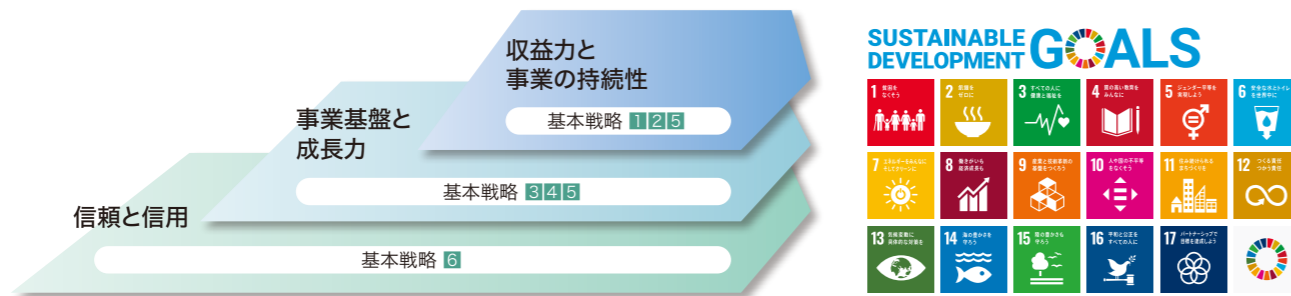 収益力と
事業の持続性
基本戦略 1 2 5
事業基盤と
成長力
基本戦略 3 4 5
信頼と信用
基本戦略 6
SUSTAINABLE
DEVELOPMENT
GOALS
1 貧困を
なくそう
2 飢餓を
ゼロに
3 すべての人に
健康と福祉を
4 質の高い教育を
みんなに
5 ジェンダー平等を
実現しよう
6 安全な水とトイレ
を世界中に
7 エネルギーをみんなに
そしてクリーンに
8 働きがいも
経済成長も
9 産業と技術革新の
基盤をつくろう
10 人や国の不平等
をなくそう
11 住み続けられる
まちづくりを
12 つくる責任
つかう責任
13 気候変動に
具体的な対策を
14 海の豊かさを
守ろう
15 陸の豊かさも
守ろう
16 平和と公正を
すべての人に
17 パートナーシップで
目標を達成しよう